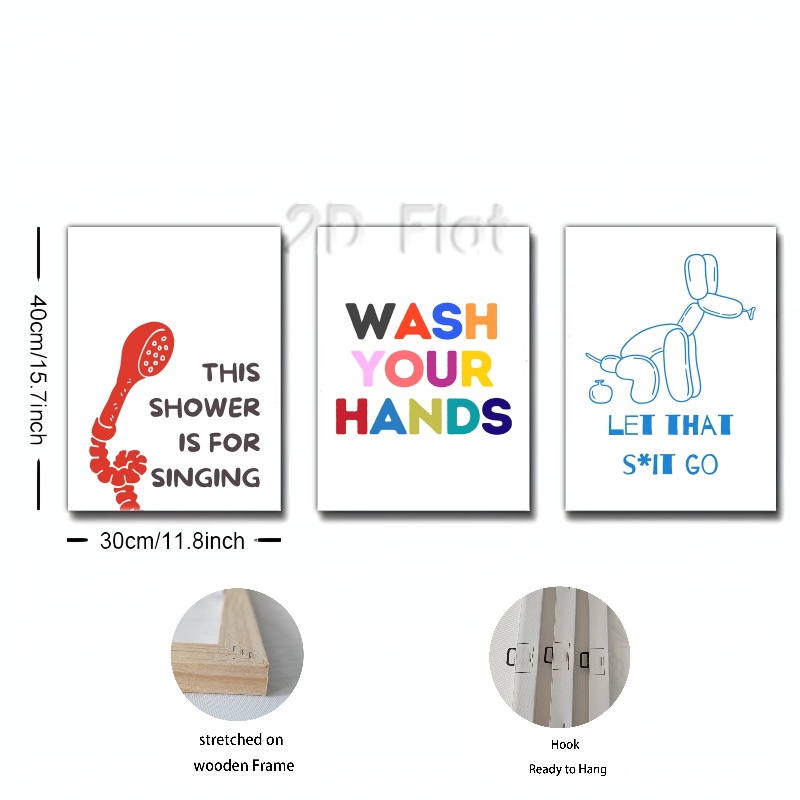 2D Flat
40cm/15.7inch
THIS
SHOWER
IS FOR
SINGING
WASH
YOUR
HANDS
LET THAT
S*IT GO
30cm/11.8inch
stretched on
wooden Frame
Hook
Ready to Hang